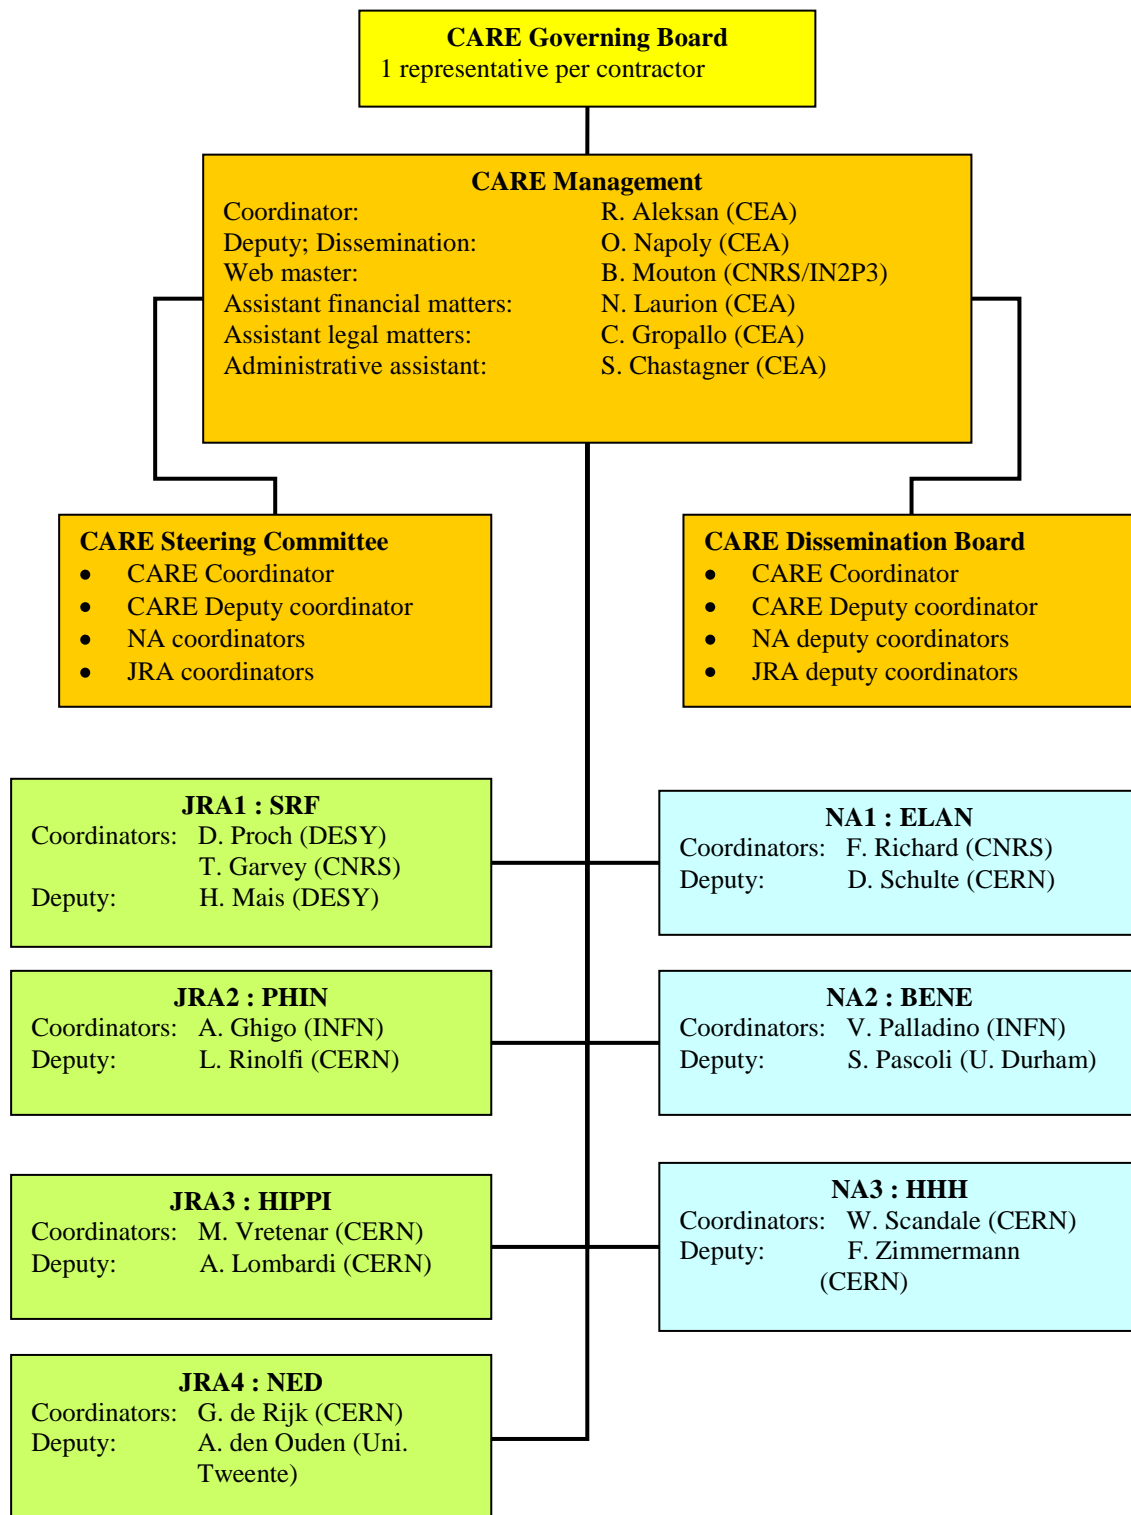 CARE Governing Board
1 representative per contractor
CARE Management
Coordinator: R. Aleksan (CEA)
Deputy; Dissemination: O. Napoly (CEA)
Web master: B. Mouton (CNRS/IN2P3)
Assistant financial matters: N. Laurion (CEA)
Assistant legal matters: C. Gropallo (CEA)
Administrative assistant: S. Chastagner (CEA)
CARE Steering Committee
• CARE Coordinator
• CARE Deputy coordinator
• NA coordinators
• JRA coordinators
CARE Dissemination Board
• CARE Coordinator
• CARE Deputy coordinator
• NA deputy coordinators
• JRA deputy coordinators
JRA1 : SRF
Coordinators: D. Proch (DESY)
T. Garvey (CNRS)
Deputy: H. Mais (DESY)
NA1 : ELAN
Coordinators: F. Richard (CNRS)
Deputy: D. Schulte (CERN)
JRA2 : PHIN
Coordinators: A. Ghigo (INFN)
Deputy: L. Rinolfi (CERN)
NA2 : BENE
Coordinators: V. Palladino (INFN)
Deputy: S. Pascoli (U. Durham)
JRA3 : HIPPI
Coordinators: M. Vretenar (CERN)
Deputy: A. Lombardi (CERN)
NA3 : HHH
Coordinators: W. Scandale (CERN)
Deputy: F. Zimmermann
(CERN)
JRA4 : NED
Coordinators: G. de Rijk (CERN)
Deputy: A. den Ouden (Uni.
Tweente)